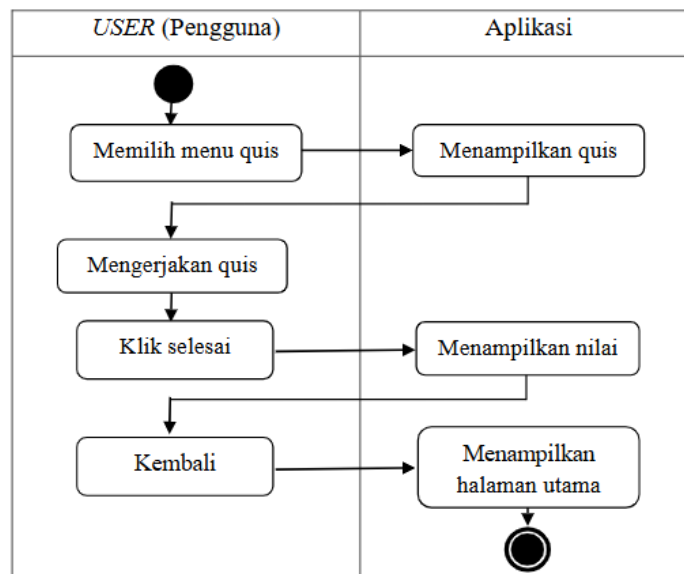 USER (Pengguna)
Aplikasi
Memilih menu quis
Menampilkan quis
Mengerjakan quis
Klik selesai
Menampilkan nilai
Kembali
Menampilkan
halaman utama